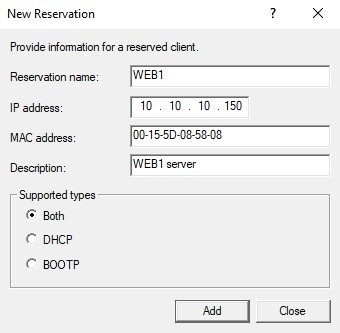 New Reservation
Provide information for a reserved client.
Reservation name: WEB1
IP address: 10 . 10 . 10 . 150
MAC address: 00-15-5D-08-58-08
Description: WEB1 server
Supported types
Both
DHCP
BOOTP
Add Close